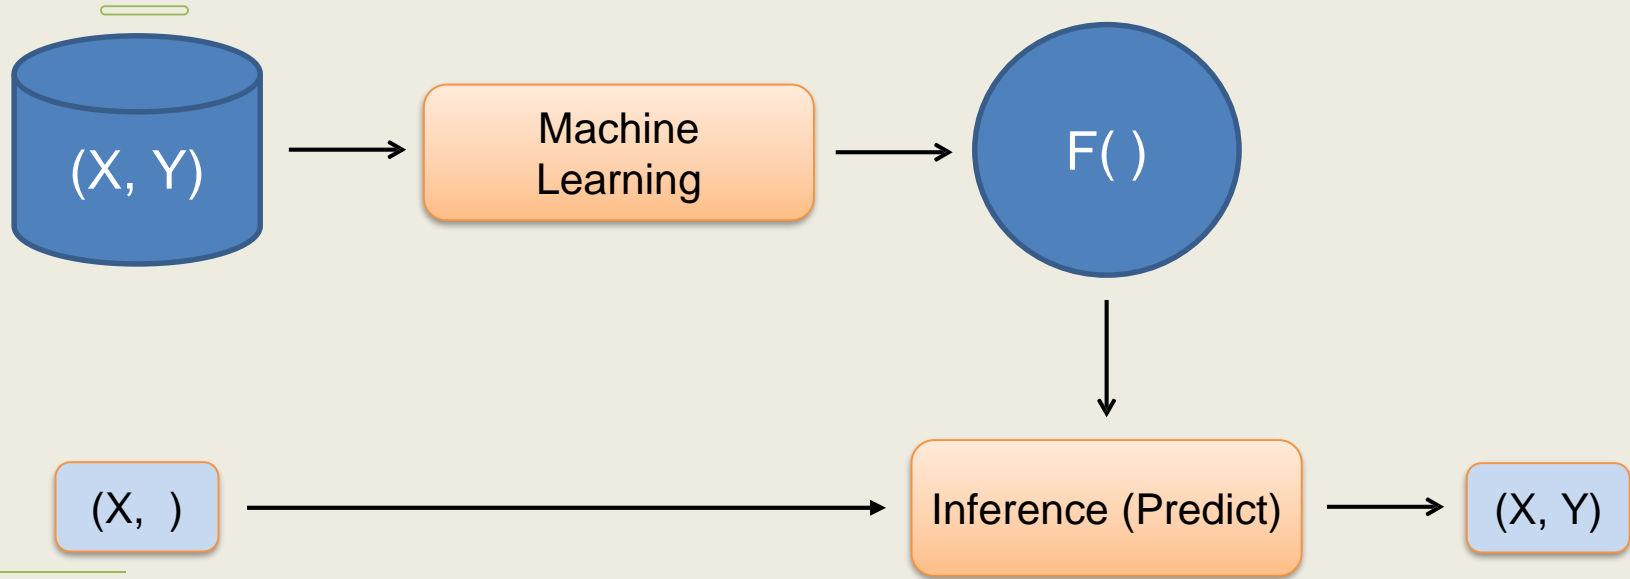 (X, Y)
Machine
Learning
F( )
(X,  )
Inference (Predict)
(X, Y)